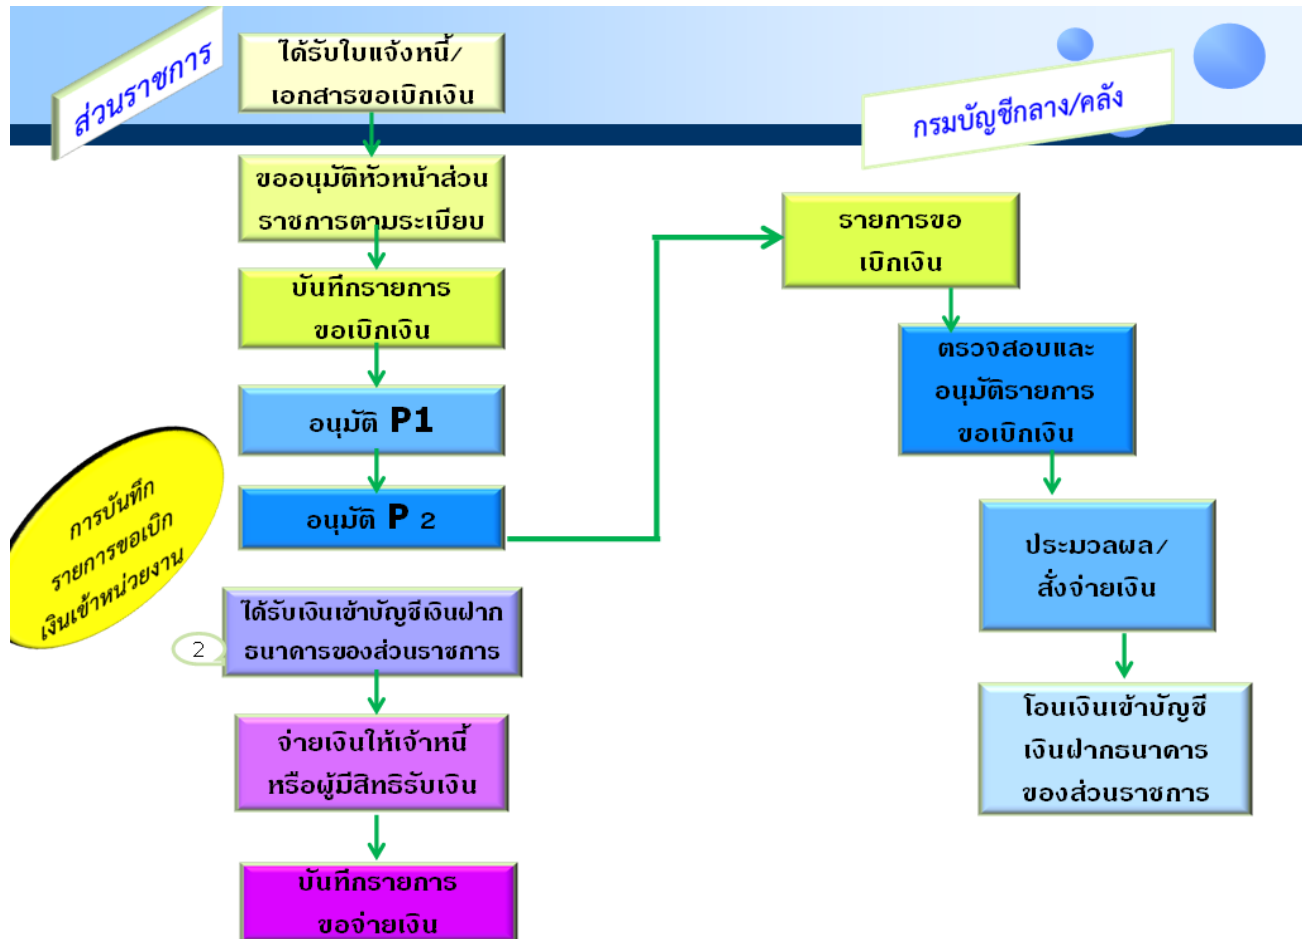 ส่วนราชการ
ได้รับใบแจ้งหนี้/
เอกสารขอเบิกเงิน
ขออนุมัติหัวหน้าส่วน
ราชการตามระเบียบ
บันทึกรายการ
ขอเบิกเงิน
อนุมัติ P1
อนุมัติ P 2
การบันทึก
รายการขอเบิก
เงินเข้าหน่วยงาน
2
ได้รับเงินเข้าบัญชีเงินฝาก
ธนาคารของส่วนราชการ
จ่ายเงินให้เจ้าหนี้
หรือผู้มีสิทธิรับเงิน
บันทึกรายการ
ขอจ่ายเงิน
กรมบัญชีกลาง/คลัง
รายการขอ
เบิกเงิน
ตรวจสอบและ
อนุมัติรายการ
ขอเบิกเงิน
ประมวลผล/
สั่งจ่ายเงิน
โอนเงินเข้าบัญชี
เงินฝากธนาคาร
ของส่วนราชการ